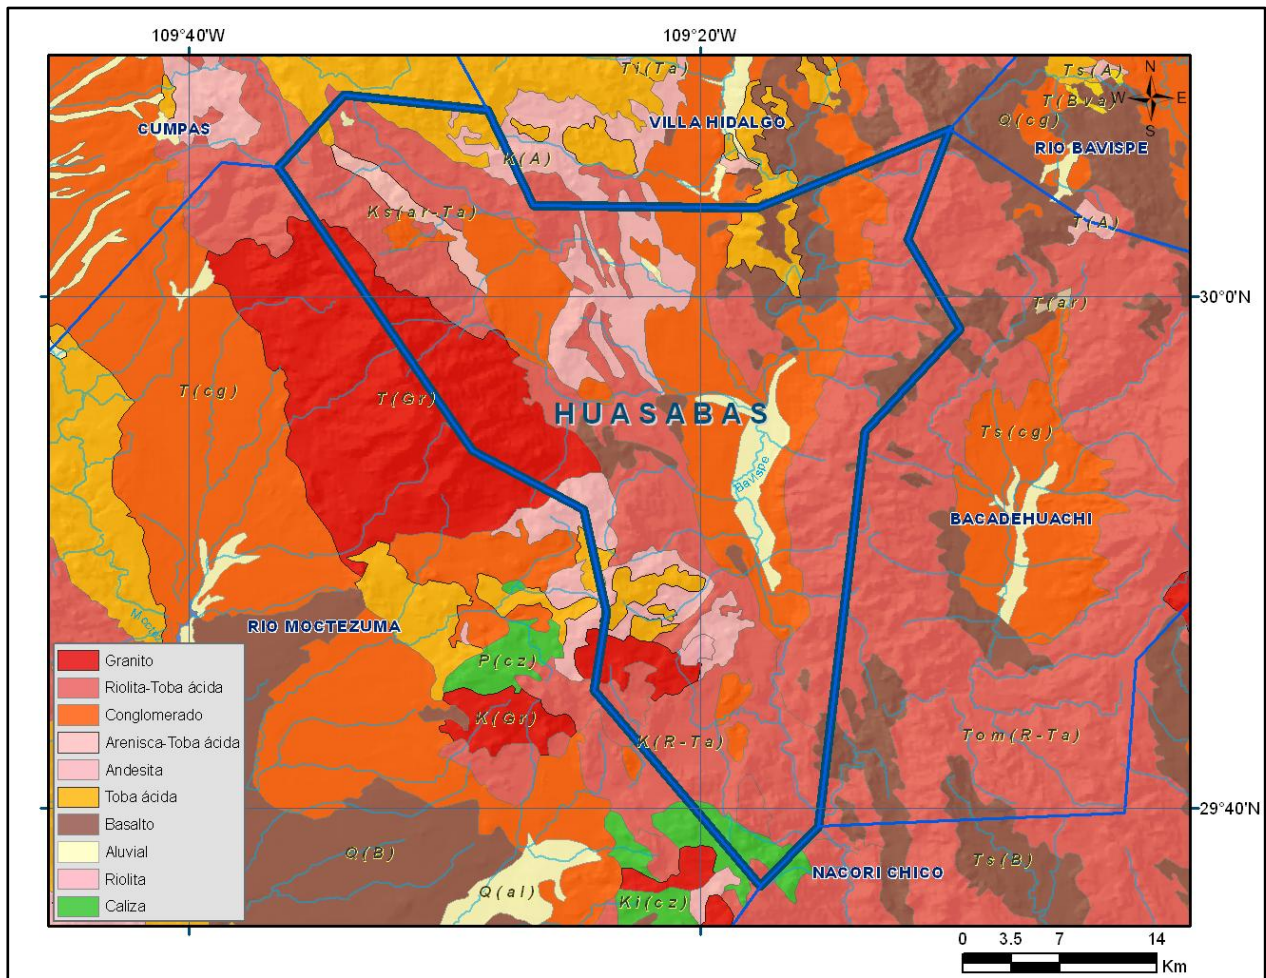 109°40'W
109°20'W
Ti(Ta)
Ts(A)
N
T(Bva)
W
E
CUMPAS
VILLA HIDALGO
Q(cg)
S
K(A)
RIO BAVISPE
Ks(ar-Ta)
T(A)
30°0'N
T(ar)
T(cg)
T(Gr)
HUASABAS
Ts(cg)
Bavispe
BACADEHUACHI
RIO MOCTEZUMA
P(cz)
K(Gr)
K(R-Ta)
Tom(R-Ta)
29°40'N
Q(B)
Ts(B)
NACORI CHICO
Q(al)
Ki(cz)
Granito
Riolita-Toba ácida
Conglomerado
Arenisca-Toba ácida
Andesita
Toba ácida
Basalto
Aluvial
Riolita
Caliza
0 3.5 7 14
Km